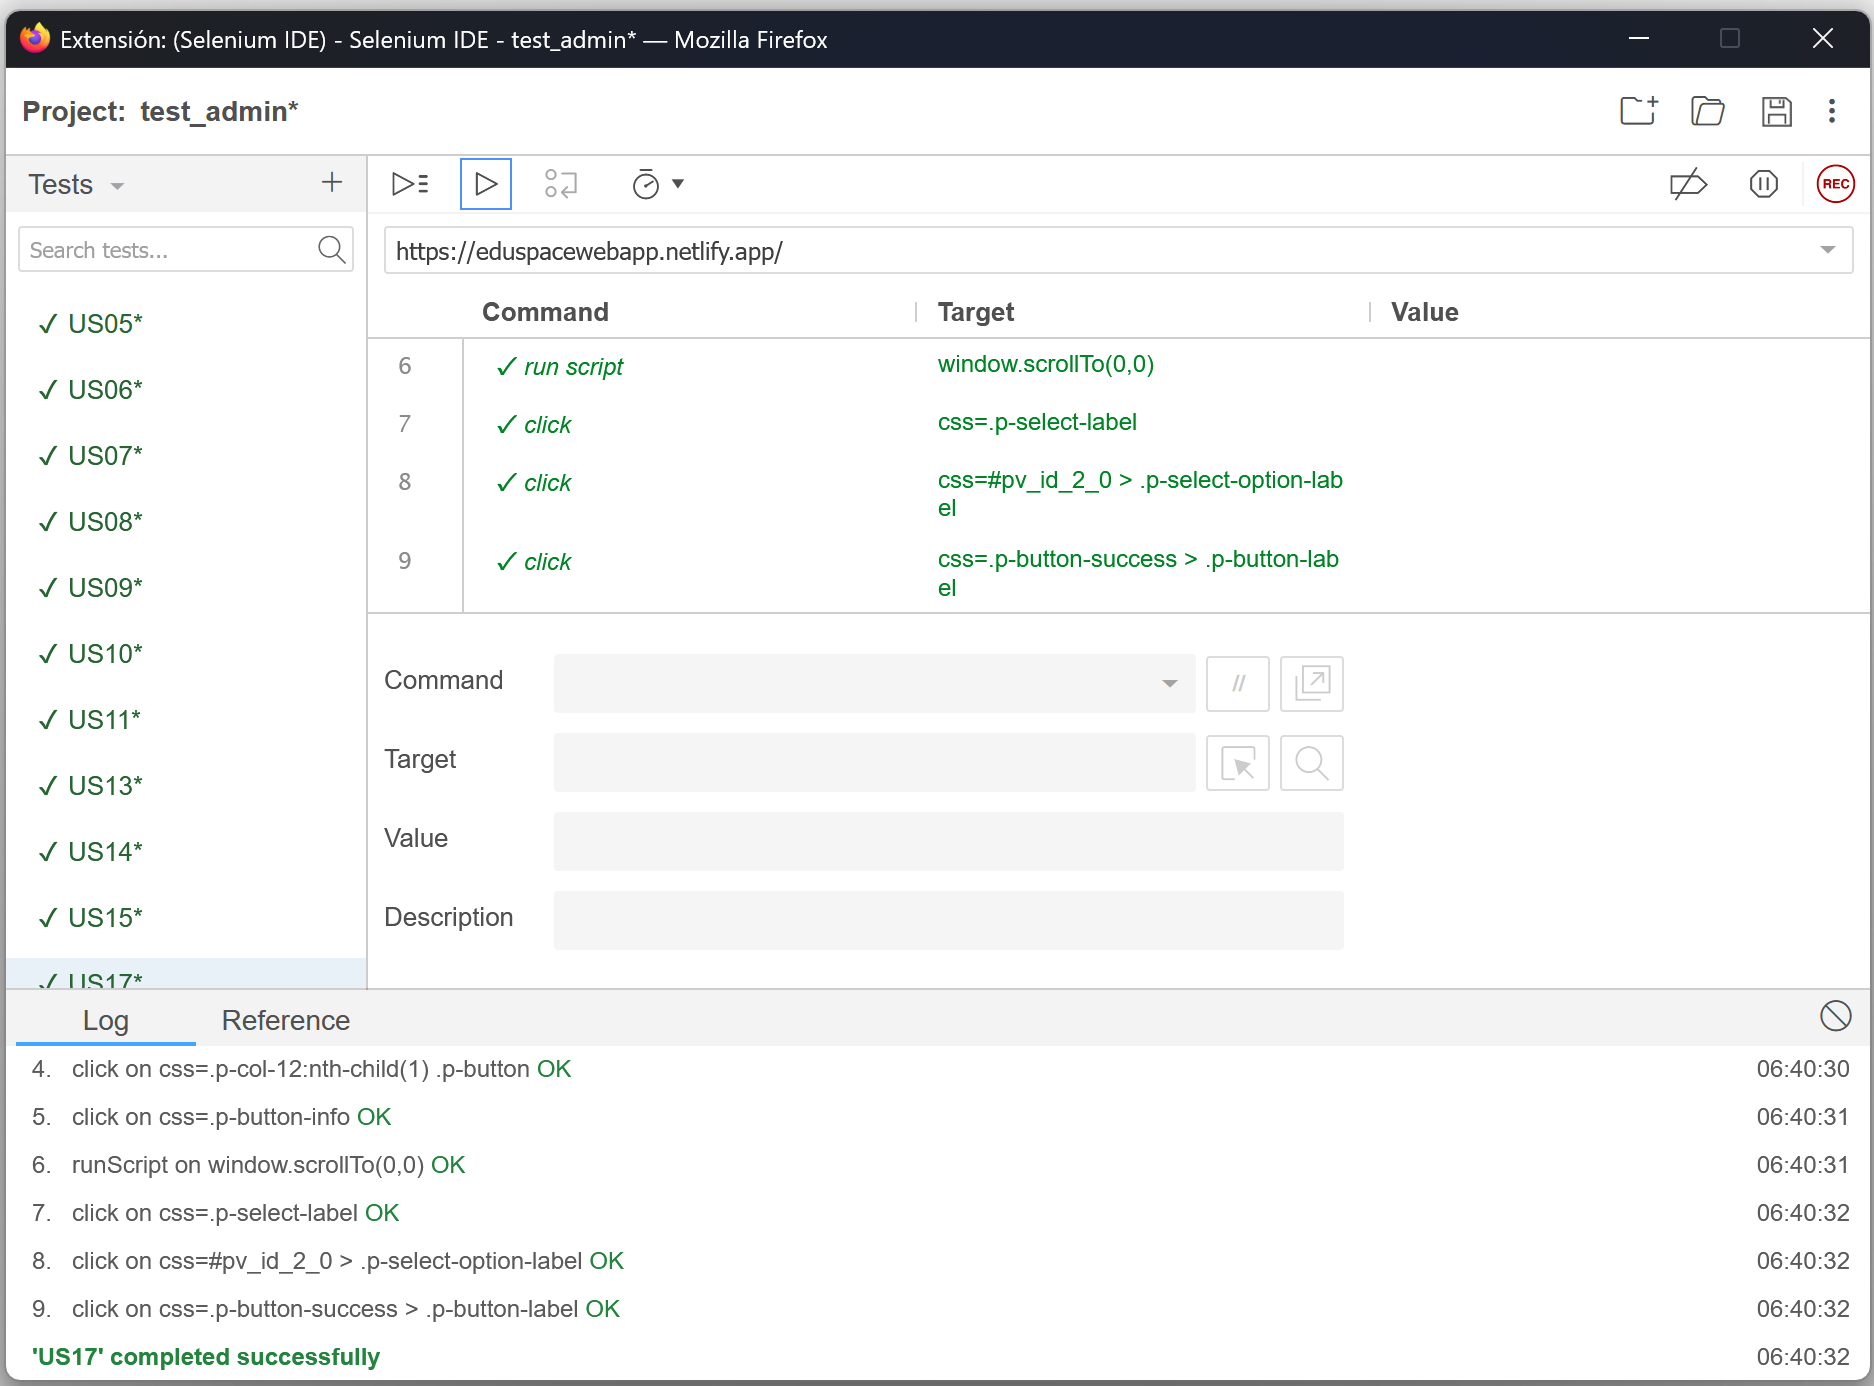 Extensión: (Selenium IDE) - Selenium IDE - test_admin* — Mozilla Firefox
Project: test_admin*
Tests
Search tests...
✓ US05*
✓ US06*
✓ US07*
✓ US08*
✓ US09*
✓ US10*
✓ US11*
✓ US13*
✓ US14*
✓ US15*
✓ US17*
REC
https://eduspacewebapp.netlify.app/
Command Target Value
6 ✓ run script window.scrollTo(0,0)
7 ✓ click css=.p-select-label
8 ✓ click css=#pv_id_2_0 > .p-select-option-lab
el
9 ✓ click css=.p-button-success > .p-button-lab
el
Command //
Target
Value
Description
Log Reference
4. click on css=.p-col-12:nth-child(1) .p-button OK 06:40:30
5. click on css=.p-button-info OK 06:40:31
6. runScript on window.scrollTo(0,0) OK 06:40:31
7. click on css=.p-select-label OK 06:40:32
8. click on css=#pv_id_2_0 > .p-select-option-label OK 06:40:32
9. click on css=.p-button-success > .p-button-label OK 06:40:32
'US17' completed successfully 06:40:32